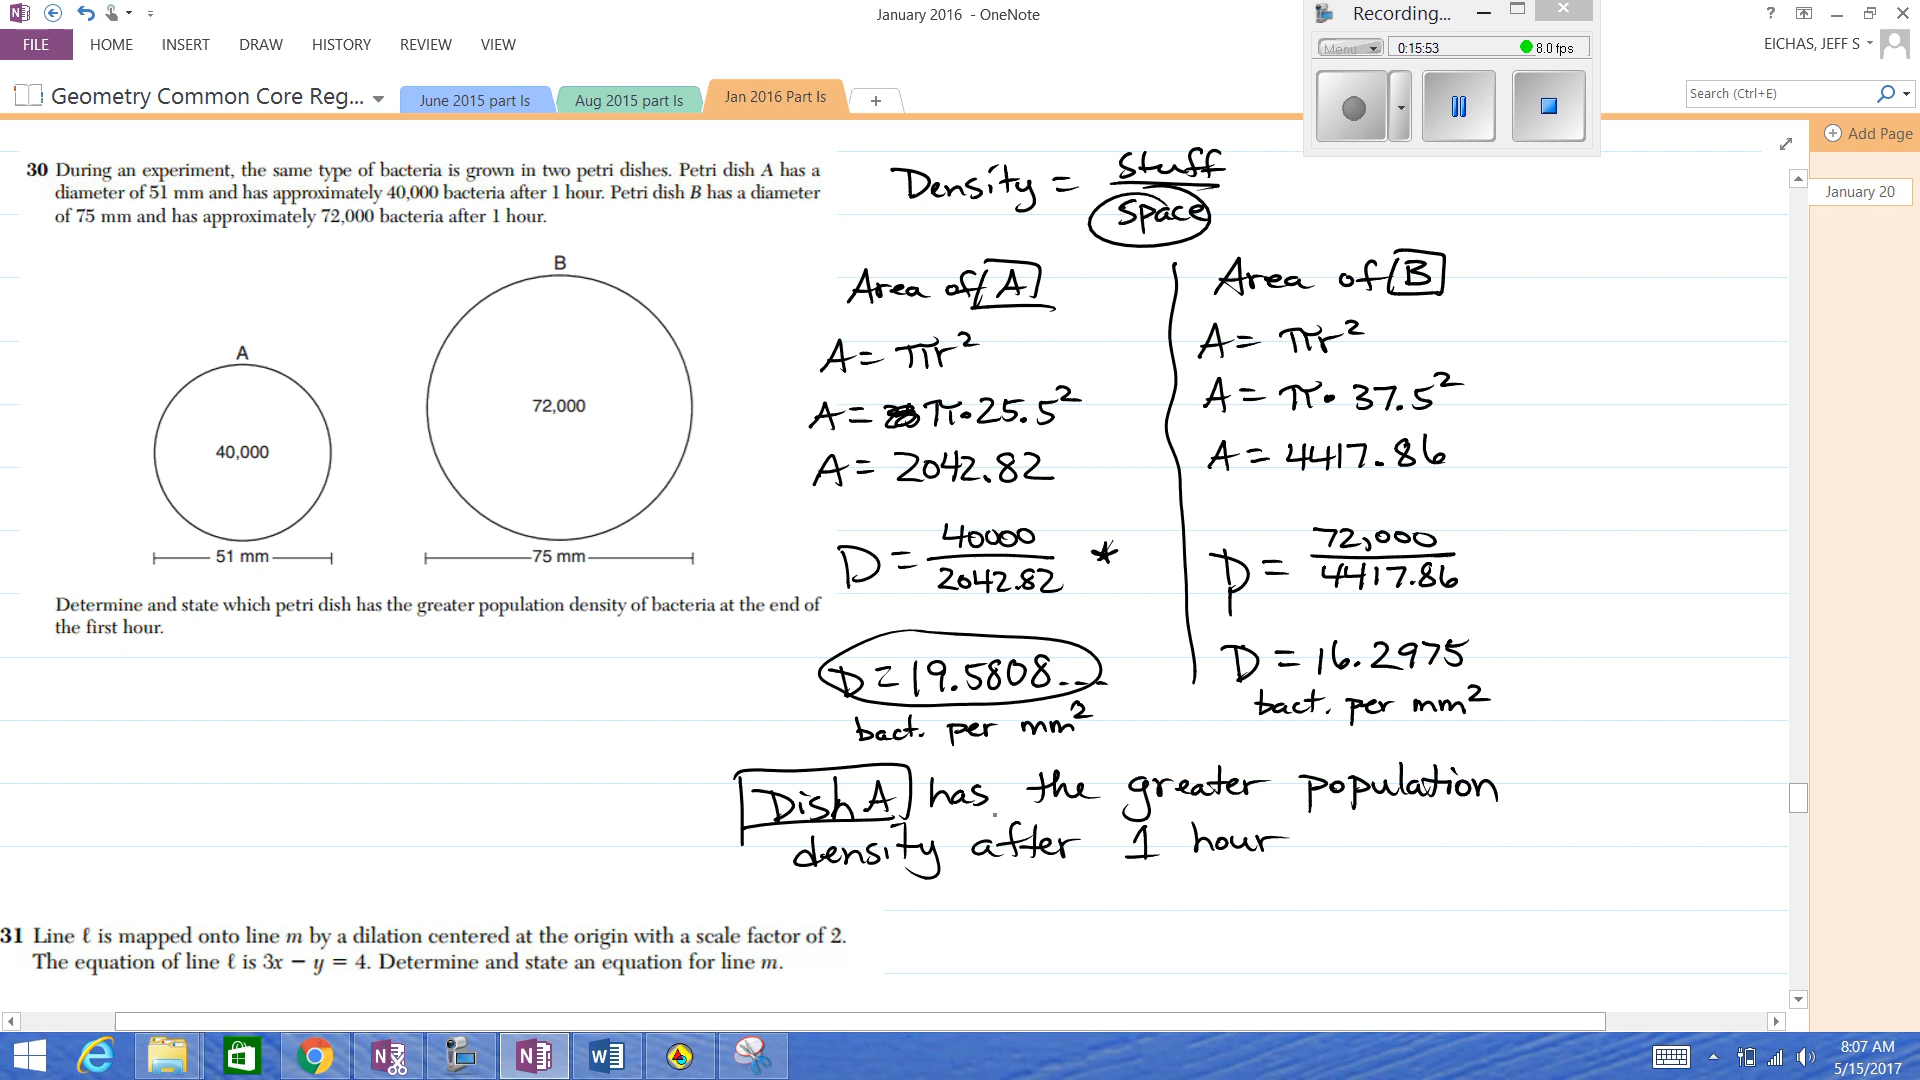 January 2016 - OneNote
Recording...
Menu
0:15:53
8.0 fps
?
FILE HOME INSERT DRAW HISTORY REVIEW VIEW
EICHAS, JEFF S
Geometry Common Core Reg...
June 2015 part Is
Aug 2015 part Is
Jan 2016 Part Is
+
Search (Ctrl+E)
Add Page
January 20
30 During an experiment, the same type of bacteria is grown in two petri dishes. Petri dish A has a
diameter of 51 mm and has approximately 40,000 bacteria after 1 hour. Petri dish B has a diameter
of 75 mm and has approximately 72,000 bacteria after 1 hour.
A
40,000
51 mm
B
72,000
75 mm
Determine and state which petri dish has the greater population density of bacteria at the end of
the first hour.
Density = stuff
space
Area of A
A = πr²
A = π•25.5²
A = 2042.82
D = 40000
2042.82
*
D = 19.5808...
bact. per mm²
Area of B
A = πr²
A = π• 37.5²
A = 4417.86
D = 72,000
4417.86
D = 16.2975
bact. per mm²
Dish A has the greater population
density after 1 hour
31 Line ℓ is mapped onto line m by a dilation centered at the origin with a scale factor of 2.
The equation of line ℓ is 3x − y = 4. Determine and state an equation for line m.
8:07 AM
5/15/2017